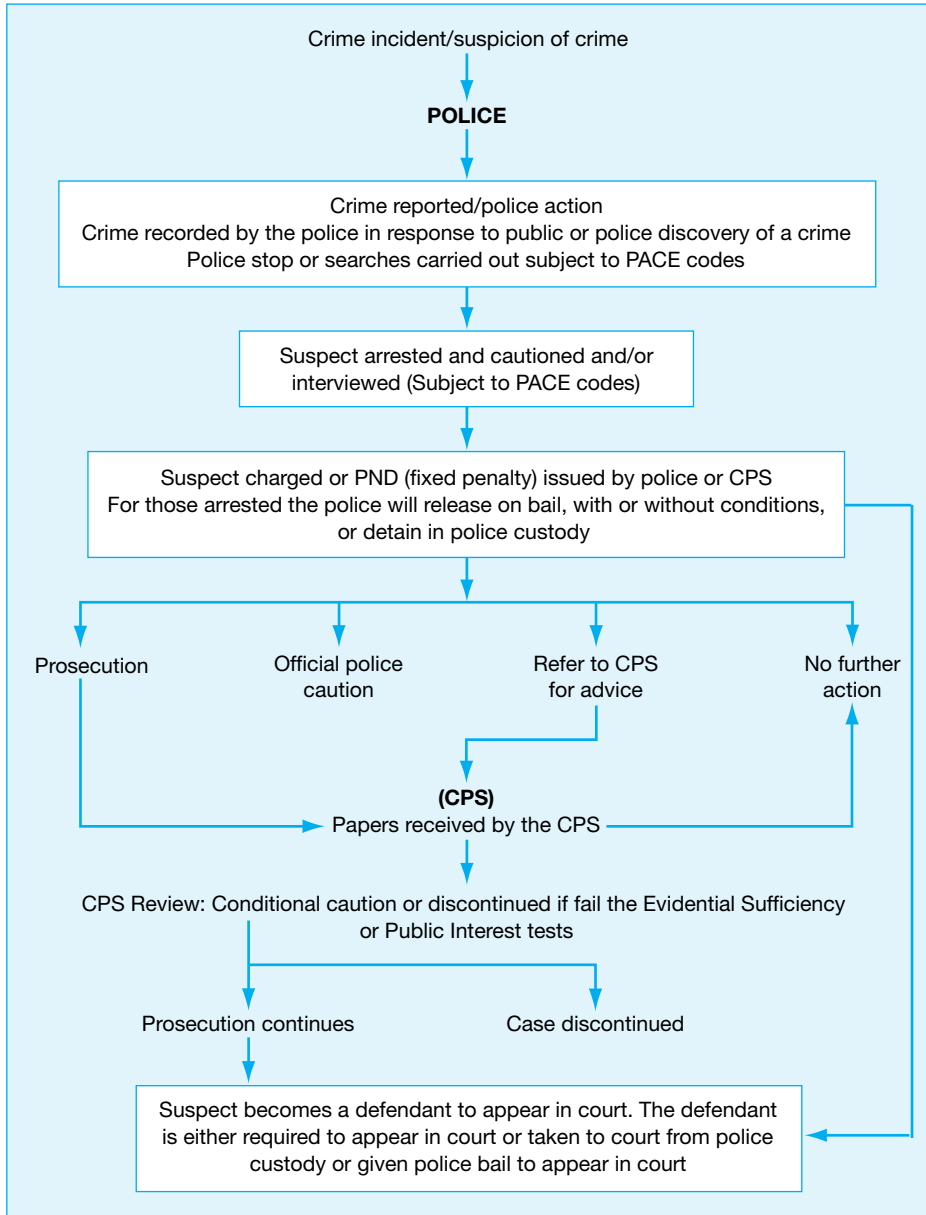 Crime incident/suspicion of crime
POLICE
Crime reported/police action
Crime recorded by the police in response to public or police discovery of a crime
Police stop or searches carried out subject to PACE codes
Suspect arrested and cautioned and/or
interviewed (Subject to PACE codes)
Suspect charged or PND (fixed penalty) issued by police or CPS
For those arrested the police will release on bail, with or without conditions,
or detain in police custody
Prosecution
Official police
caution
Refer to CPS
for advice
No further
action
(CPS)
Papers received by the CPS
CPS Review: Conditional caution or discontinued if fail the Evidential Sufficiency
or Public Interest tests
Prosecution continues
Case discontinued
Suspect becomes a defendant to appear in court. The defendant
is either required to appear in court or taken to court from police
custody or given police bail to appear in court